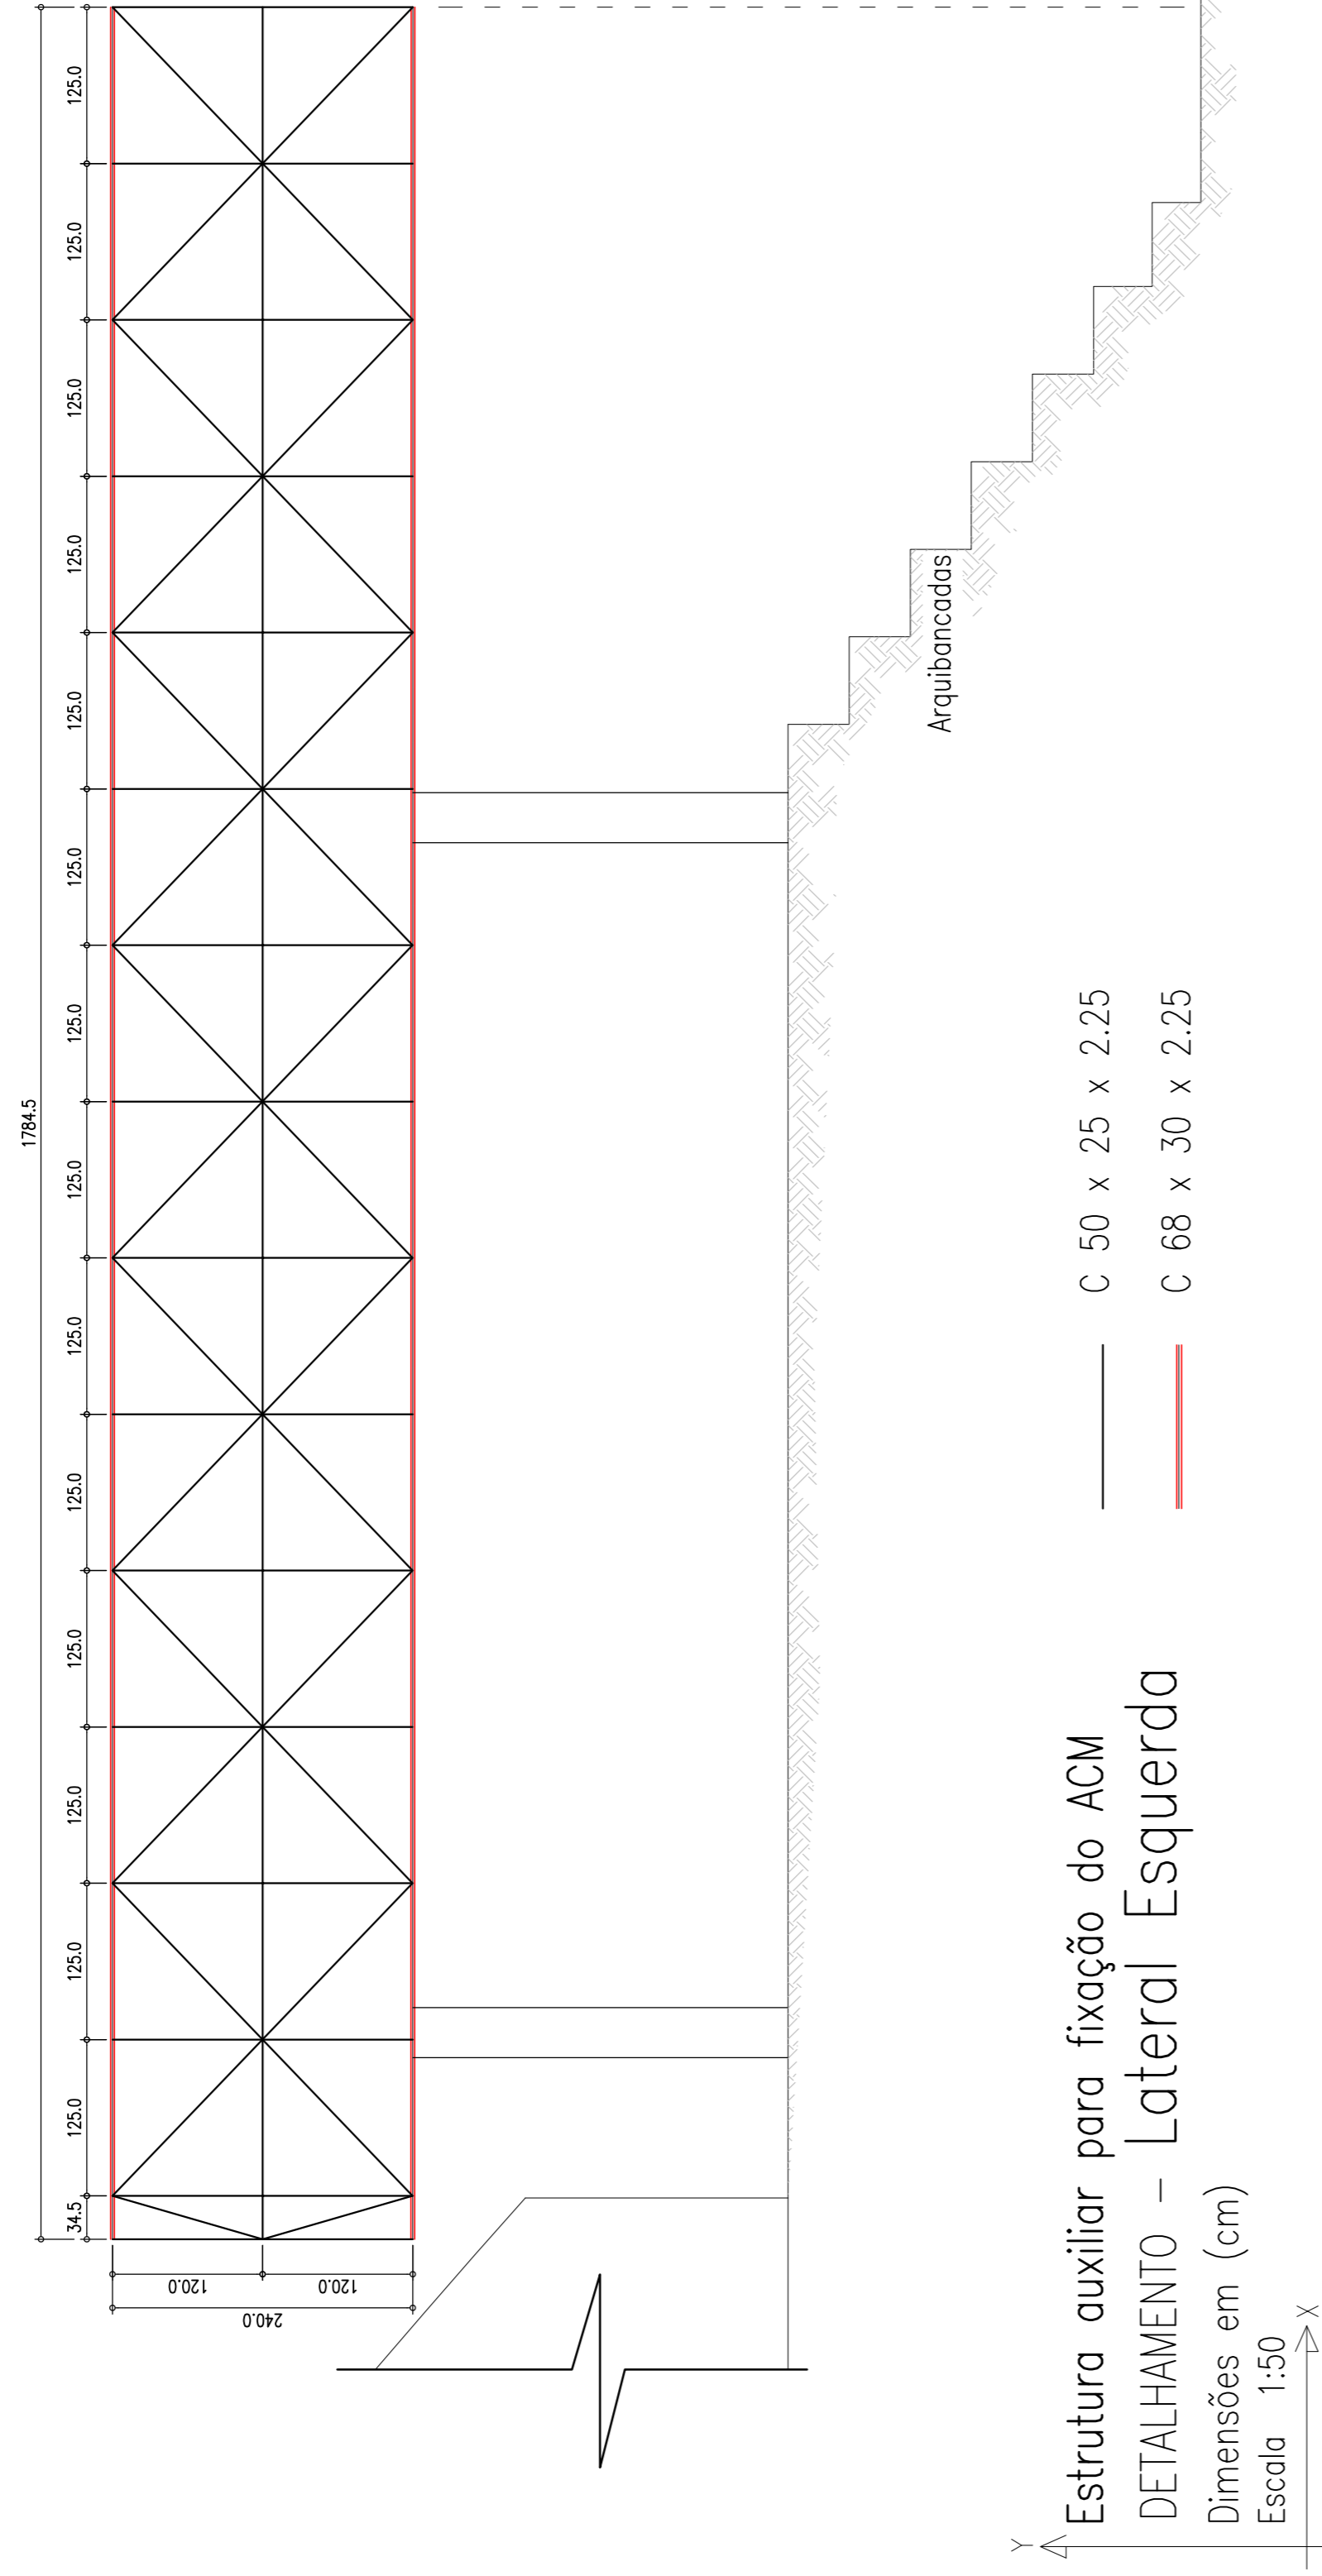 1784.5
34.5 125.0 125.0 125.0 125.0 125.0 125.0 125.0 125.0 125.0 125.0 125.0 125.0 125.0 125.0
240.0
120.0
120.0
Arquibancadas
Estrutura auxiliar para fixação do ACM
DETALHAMENTO - Lateral Esquerda
Dimensões em (cm)
Escala 1:50
C 50 x 25 x 2.25
C 68 x 30 x 2.25
Y
X